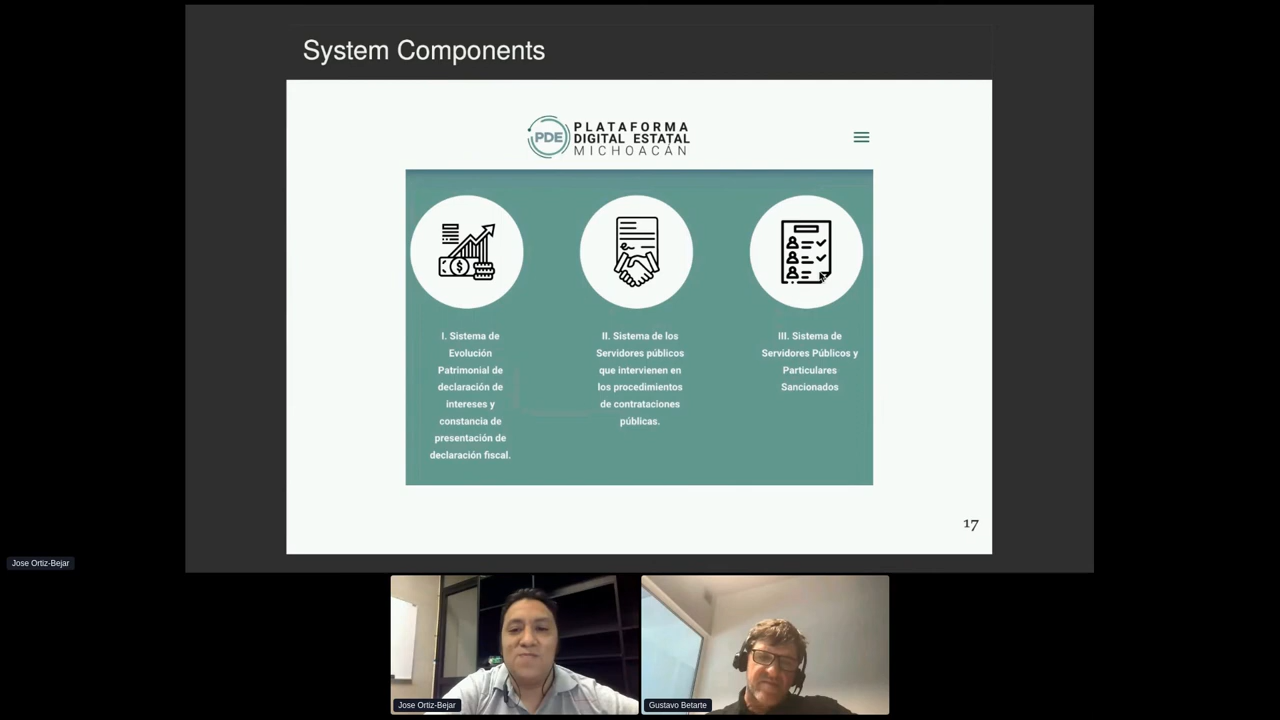 System Components
PDE
PLATAFORMA
DIGITAL ESTATAL
MICHOACÁN
I. Sistema de
Evolución
Patrimonial de
declaración de
intereses y
constancia de
presentación de
declaración fiscal.
II. Sistema de los
Servidores públicos
que intervienen en
los procedimientos
de contrataciones
públicas.
III. Sistema de
Servidores Públicos y
Particulares
Sancionados
17
Jose Ortiz-Bejar
Jose Ortiz-Bejar
Gustavo Betarte